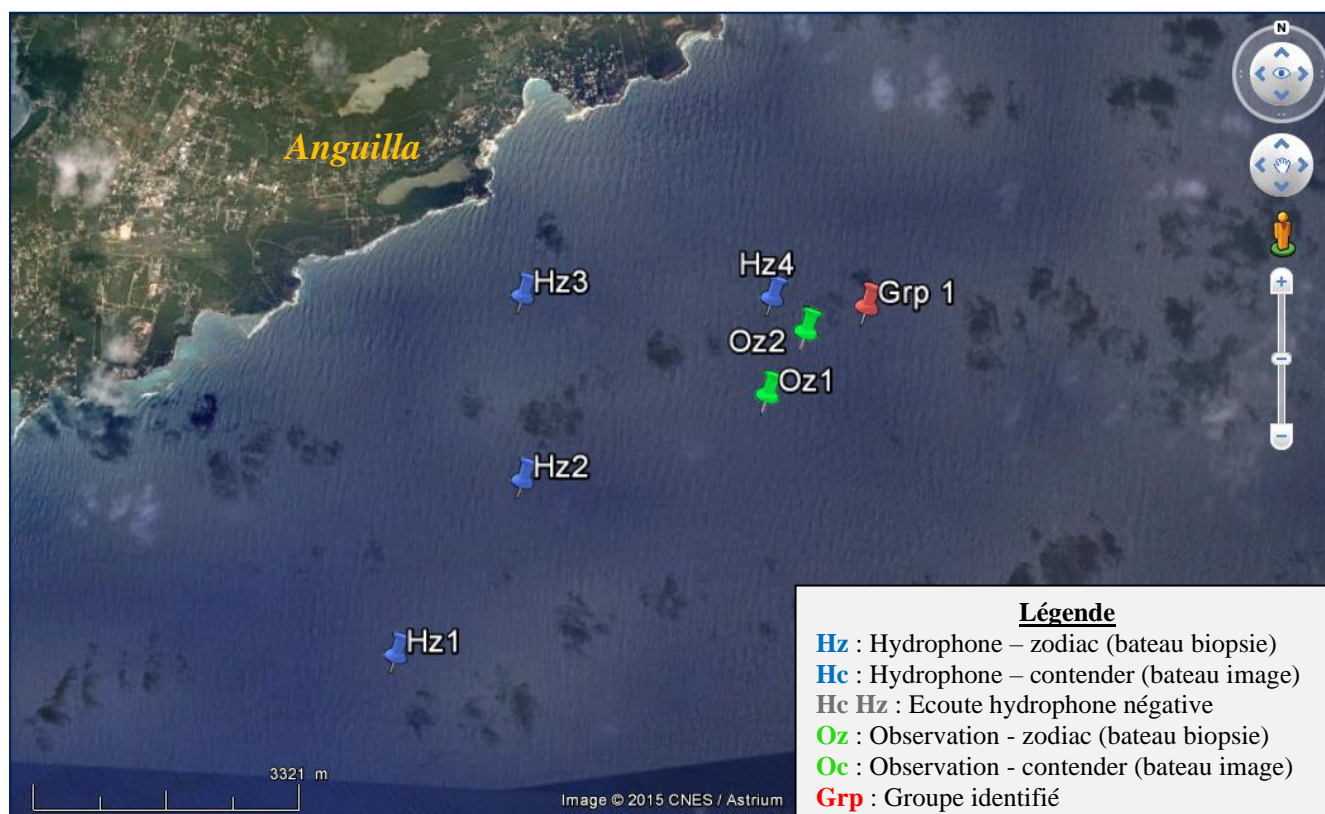 N
Anguilla
Hz3
Hz4
Grp 1
Oz2
Oz1
Hz2
Hz1
3321 m
Image © 2015 CNES / Astrium
Légende
Hz : Hydrophone – zodiac (bateau biopsie)
Hc : Hydrophone – contender (bateau image)
Hc Hz : Ecoute hydrophone négative
Oz : Observation - zodiac (bateau biopsie)
Oc : Observation - contender (bateau image)
Grp : Groupe identifié